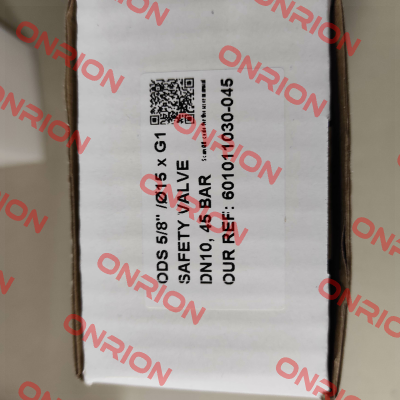 ODS 5/8" /Ø15 x G1
SAFETY VALVE
DN10, 45 BAR
OUR REF: 601011030-045
ONRION
ONRION
ONRION
ONRION
ONRION
ONRION
ONRION